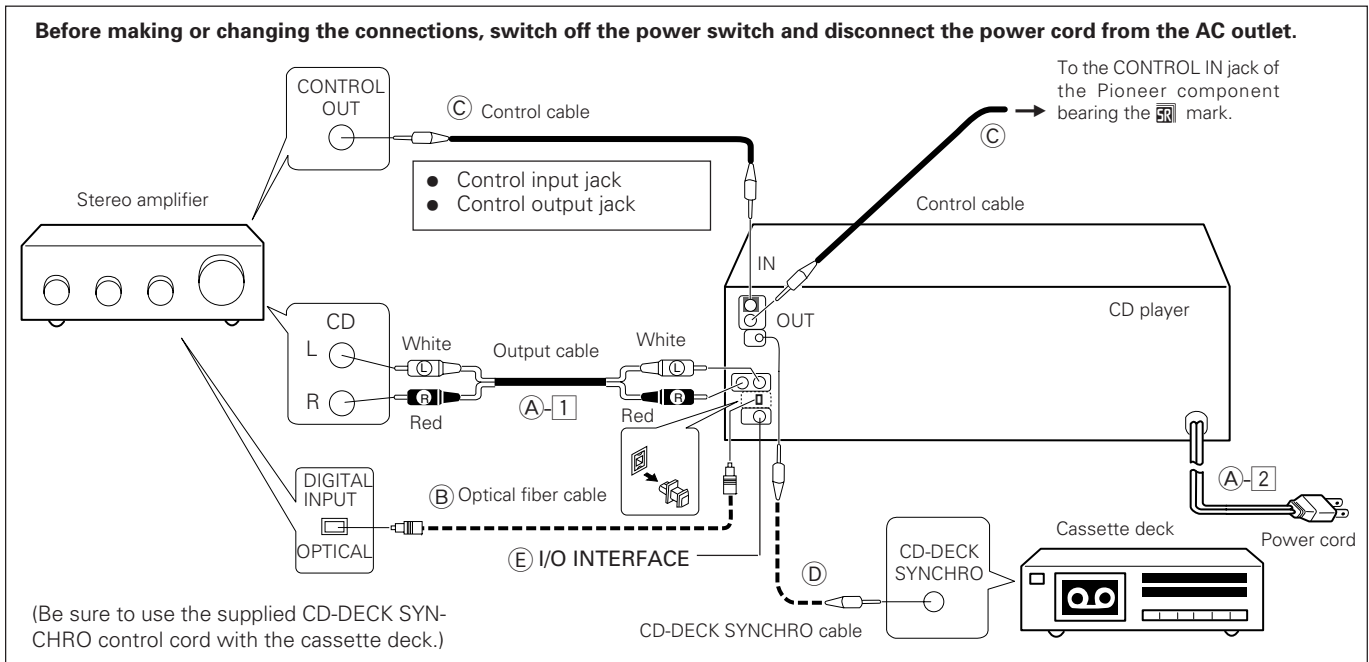 Before making or changing the connections, switch off the power switch and disconnect the power cord from the AC outlet.
CONTROL
OUT
Ⓒ Control cable
To the CONTROL IN jack of
the Pioneer component
bearing the SR mark.
Ⓒ
● Control input jack
● Control output jack
Stereo amplifier
Control cable
IN
OUT
CD player
CD
L
R
White
Ⓛ
Ⓡ
Red
Output cable
Ⓐ-1
White
Ⓛ
Ⓡ
Red
DIGITAL
INPUT
OPTICAL
Ⓑ Optical fiber cable
Ⓔ I/O INTERFACE
Ⓐ-2
Power cord
Cassette deck
CD-DECK
SYNCHRO
Ⓓ
CD-DECK SYNCHRO cable
(Be sure to use the supplied CD-DECK SYN-
CHRO control cord with the cassette deck.)